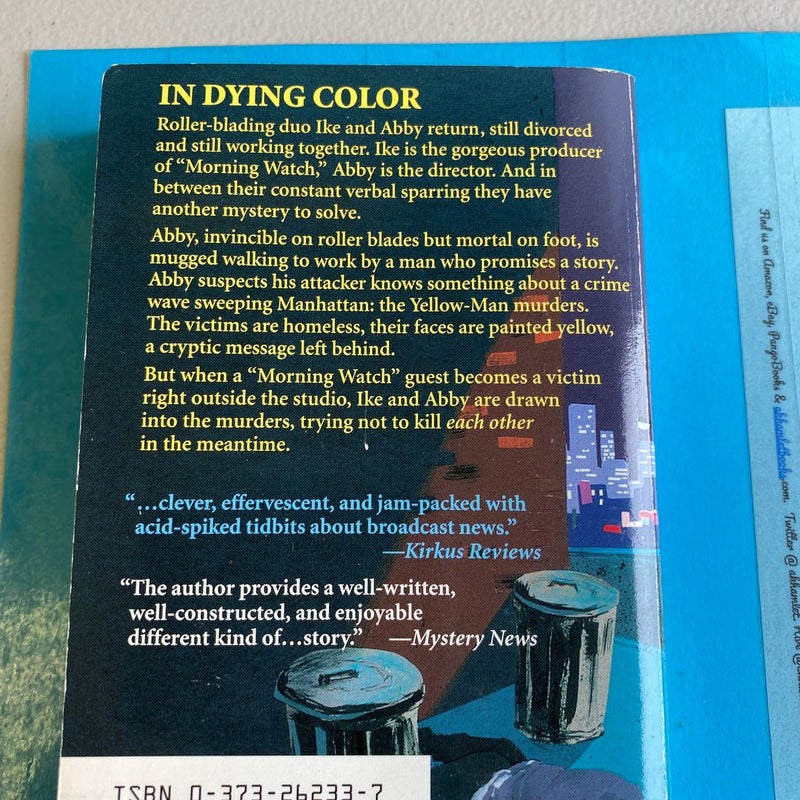 IN DYING COLOR
Roller-blading duo Ike and Abby return, still divorced
and still working together. Ike is the gorgeous producer
of “Morning Watch,” Abby is the director. And in
between their constant verbal sparring they have
another mystery to solve.
Abby, invincible on roller blades but mortal on foot, is
mugged walking to work by a man who promises a story.
Abby suspects his attacker knows something about a crime
wave sweeping Manhattan: the Yellow-Man murders.
The victims are homeless, their faces are painted yellow,
a cryptic message left behind.
But when a “Morning Watch” guest becomes a victim
right outside the studio, Ike and Abby are drawn
into the murders, trying not to kill each other
in the meantime.
“…clever, effervescent, and jam-packed with
acid-spiked tidbits about broadcast news.”
—Kirkus Reviews
“The author provides a well-written,
well-constructed, and enjoyable
different kind of…story.” —Mystery News
ISBN 0-373-26233-7
Find us on Amazon, eBay, PangoBooks & abhamletbooks.com. Twitter @ abhamlet.